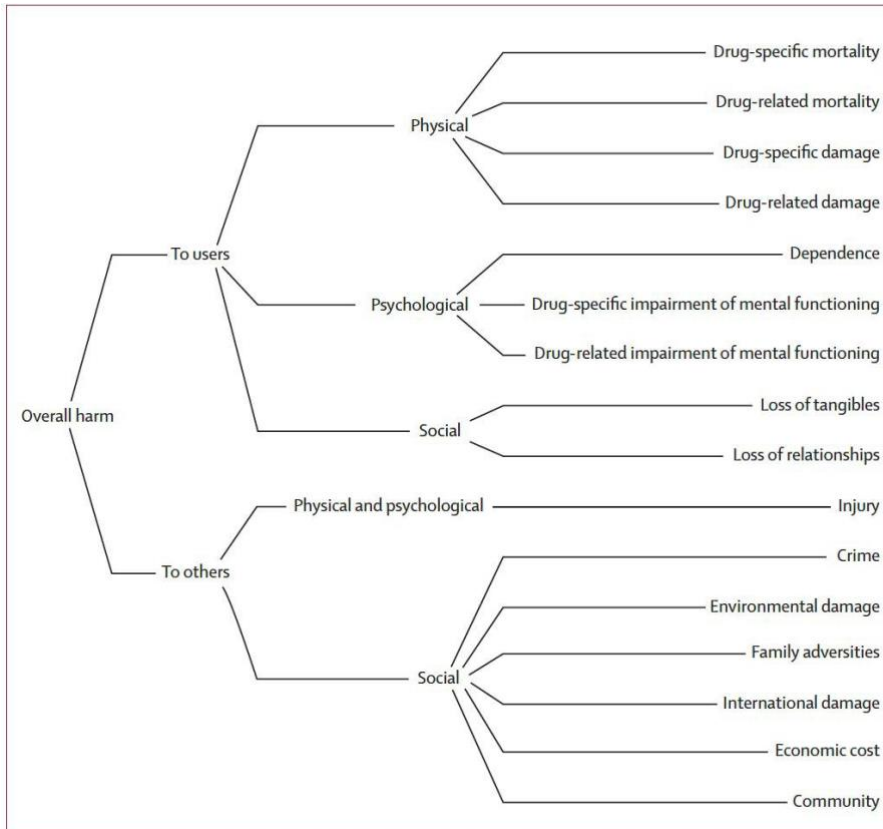 Drug-specific mortality
Drug-related mortality
Physical
Drug-specific damage
Drug-related damage
To users
Dependence
Psychological
Drug-specific impairment of mental functioning
Drug-related impairment of mental functioning
Overall harm
Loss of tangibles
Social
Loss of relationships
Physical and psychological
Injury
Crime
To others
Environmental damage
Family adversities
Social
International damage
Economic cost
Community